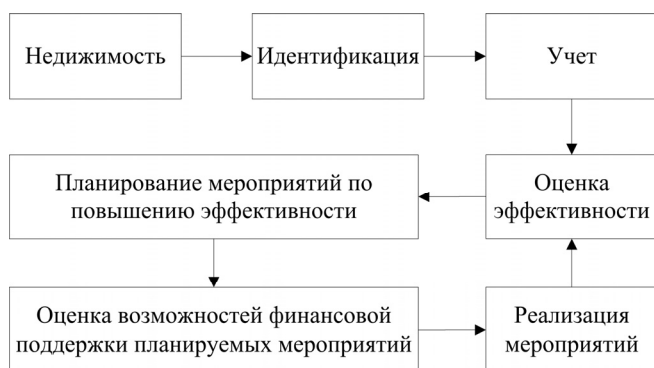 Недижимость
Идентификация
Учет
Планирование мероприятий по
повышению эффективности
Оценка
эффективности
Оценка возможностей финансовой
поддержки планируемых мероприятий
Реализация
мероприятий